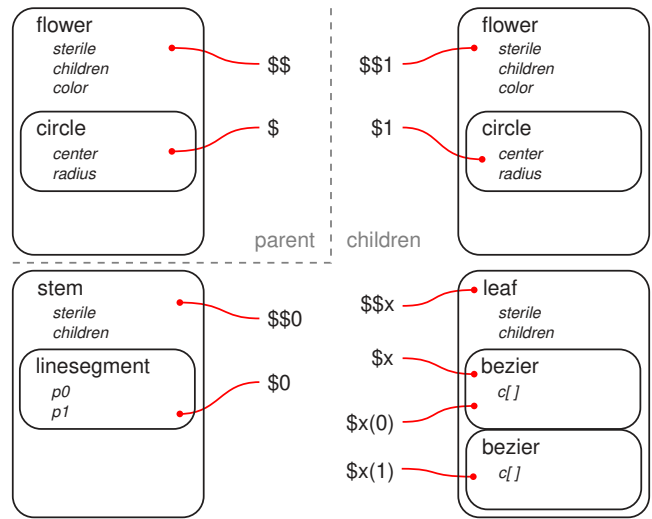 flower
sterile
children
color
circle
center
radius
$$
$
parent
children
$$1
$1
flower
sterile
children
color
circle
center
radius
stem
sterile
children
linesegment
p0
p1
$$0
$0
$$x
$x
$x(0)
$x(1)
leaf
sterile
children
bezier
c[ ]
bezier
c[ ]